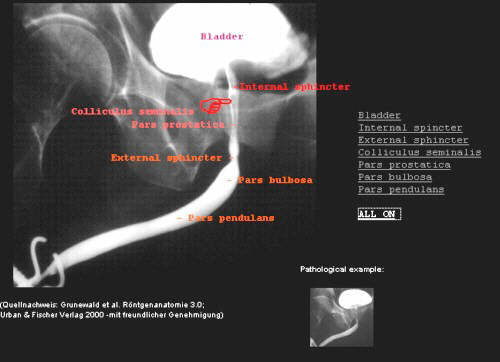 Bladder
Internal sphincter
Colliculus seminalis
Pars prostatica
External sphincter
Pars bulbosa
Pars pendulans
Bladder
Internal spincter
External sphincter
Colliculus seminalis
Pars prostatica
Pars bulbosa
Pars pendulans
ALL ON
Pathological example:
(Quellnachweis: Grunewald et al. Röntgenanatomie 3.0;
Urban & Fischer Verlag 2000 -mit freundlicher Genehmigung)